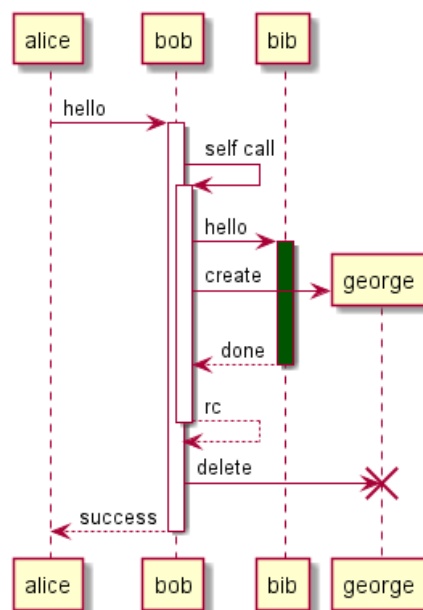 alice
bob
bib
hello
self call
hello
create
george
done
rc
delete
success
alice
bob
bib
george